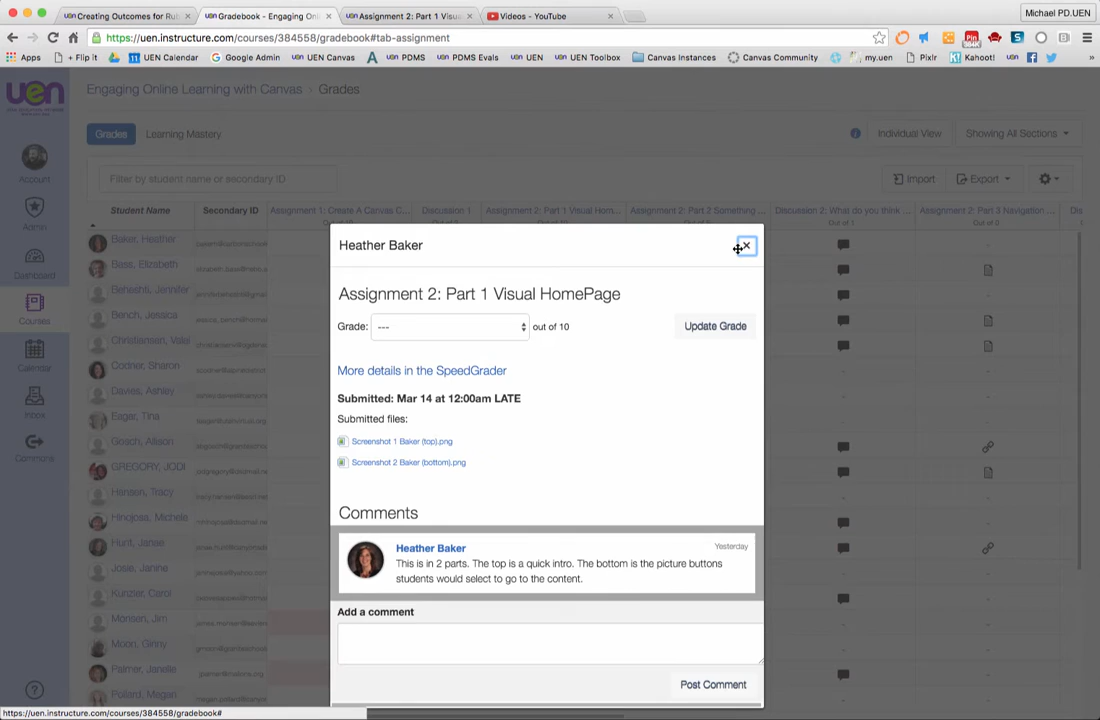 Creating Outcomes for Ru
Gradebook - Engaging Onl
Assignment 2: Part 1 Visu
Videos - YouTube
Michael PD.UEN
https://uen.instructure.com/courses/384558/gradebook#tab-assignment
Apps + Flip it UEN Calendar Google Admin UEN Canvas PDMS PDMS Evals UEN UEN Toolbox Canvas Instances Canvas Community my.uen Pixlr Kahoot! »
uen
Engaging Online Learning with Canvas › Grades
Grades Learning Mastery Individual View Showing All Sections
Filter by student name or secondary ID Import Export
Account
Admin
Dashboard
Courses
Calendar
Inbox
Commons
Student Name Secondary ID Assignment 1: Create A Canvas C... Discussion 1 Assignment 2: Part 1 Visual Hom... Assignment 2: Part 2 Something ... Discussion 2: What do you think ... Assignment 2: Part 3 Navigation ... Dis
Out of 1 Out of 0
Baker, Heather
Bass, Elizabeth
Beheshti, Jennifer
Bench, Jessica
Christiansen, Valai
Codner, Sharon
Davies, Ashley
Eagar, Tina
Gosch, Allison
GREGORY, JODI
Hansen, Tracy
Hinojosa, Michele
Hunt, Janae
Josie, Janine
Kunzler, Carol
Monsen, Jim
Moon, Ginny
Palmer, Janelle
Pollard, Megan
Heather Baker
×
Assignment 2: Part 1 Visual HomePage
Grade: --- out of 10 Update Grade
More details in the SpeedGrader
Submitted: Mar 14 at 12:00am LATE
Submitted files:
Screenshot 1 Baker (top).png
Screenshot 2 Baker (bottom).png
Comments
Heather Baker Yesterday
This is in 2 parts. The top is a quick intro. The bottom is the picture buttons
students would select to go to the content.
Add a comment
Post Comment
https://uen.instructure.com/courses/384558/gradebook#